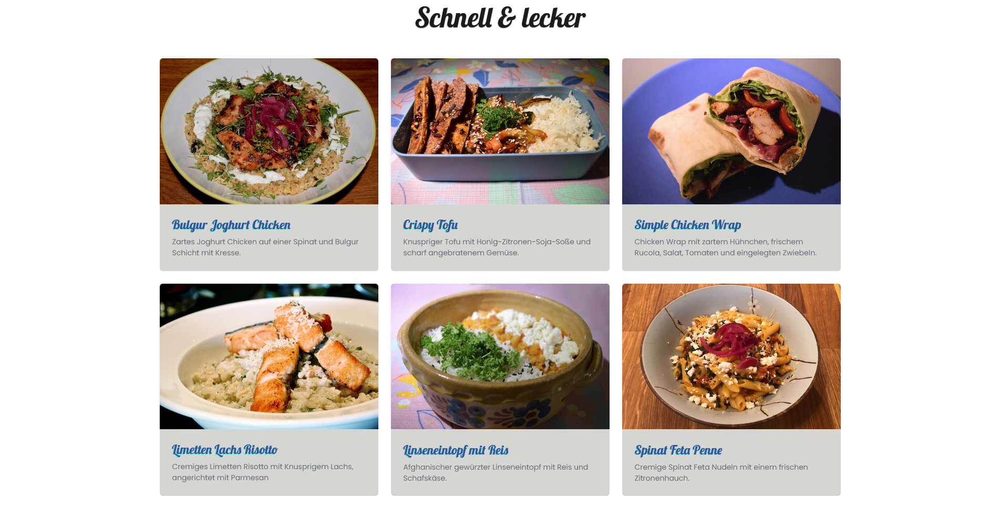 Schnell & lecker
Bulgur Joghurt Chicken
Zartes Joghurt Chicken auf einer Spinat und Bulgur
Schicht mit Kresse.
Crispy Tofu
Knuspriger Tofu mit Honig-Zitronen-Soja-Soße und
scharf angebratenem Gemüse.
Simple Chicken Wrap
Chicken Wrap mit zartem Hühnchen, frischem
Rucola, Salat, Tomaten und eingelegten Zwiebeln.
Limetten Lachs Risotto
Cremiges Limetten Risotto mit Knusprigem Lachs,
angerichtet mit Parmesan
Linseneintopf mit Reis
Afghanischer gewürzter Linseneintopf mit Reis und
Schafskäse.
Spinat Feta Penne
Cremige Spinat Feta Nudeln mit einem frischen
Zitronenhauch.